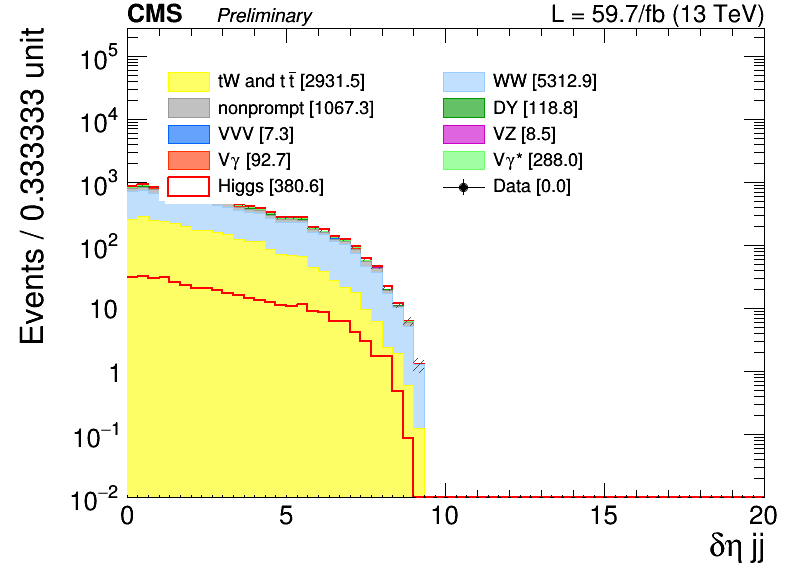 CMS Preliminary L = 59.7/fb (13 TeV)
Events / 0.333333 unit
10⁵
10⁴
10³
10²
10
1
10⁻¹
10⁻²
tW and t t̄ [2931.5]
WW [5312.9]
nonprompt [1067.3]
DY [118.8]
VVV [7.3]
VZ [8.5]
Vγ [92.7]
Vγ* [288.0]
Higgs [380.6]
Data [0.0]
0 5 10 15 20
δη jj